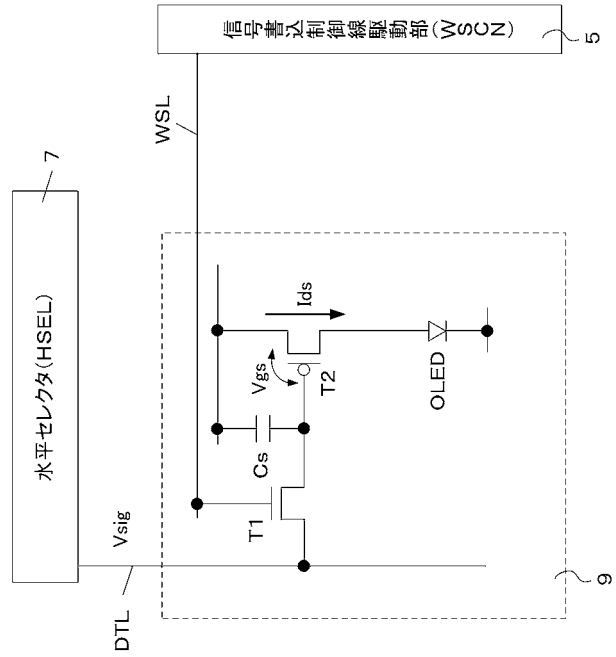 水平セレクタ(HSEL)
7
信号書込制御線駆動部(WSCN)
5
WSL
DTL
Vsig
T1
Cs
Vgs
T2
Ids
OLED
9